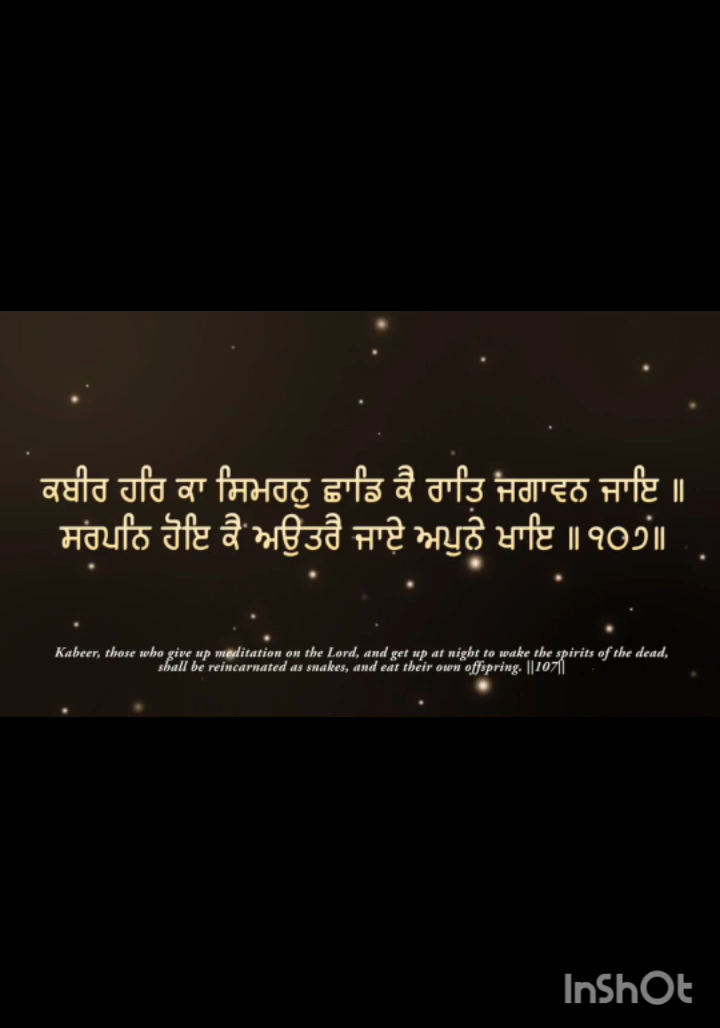 ਕਬੀਰ ਹਰਿ ਕਾ ਸਿਮਰਨੁ ਛਾਡਿ ਕੈ ਰਾਤਿ ਜਗਾਵਨ ਜਾਇ ॥
ਸਰਪਨਿ ਹੋਇ ਕੈ ਅਉਤਰੈ ਜਾਏ ਅਪੁਨੇ ਖਾਇ ॥੧੦੭॥
Kabeer, those who give up meditation on the Lord, and get up at night to wake the spirits of the dead,
shall be reincarnated as snakes, and eat their own offspring. ||107||
InShOt